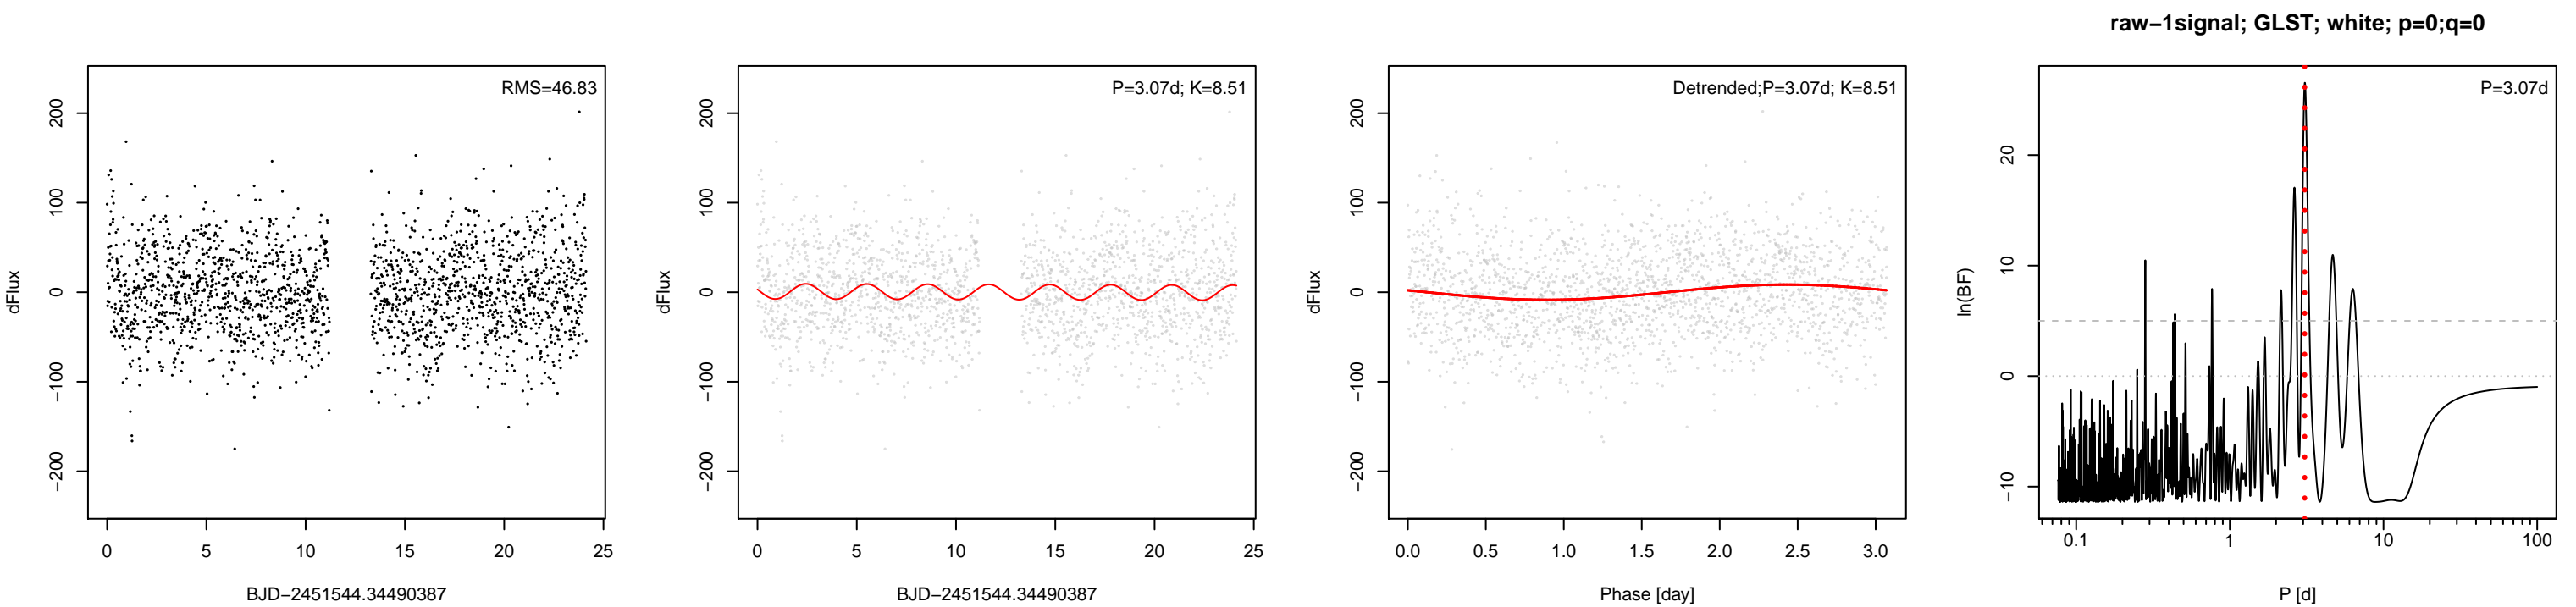 raw−1signal; GLST; white; p=0;q=0
RMS=46.83
dFlux
200
100
0
−100
−200
0 5 10 15 20 25
BJD−2451544.34490387
P=3.07d; K=8.51
dFlux
200
100
0
−100
−200
0 5 10 15 20 25
BJD−2451544.34490387
Detrended;P=3.07d; K=8.51
dFlux
200
100
0
−100
−200
0.0 0.5 1.0 1.5 2.0 2.5 3.0
Phase [day]
P=3.07d
ln(BF)
20
10
0
−10
0.1 1 10 100
P [d]